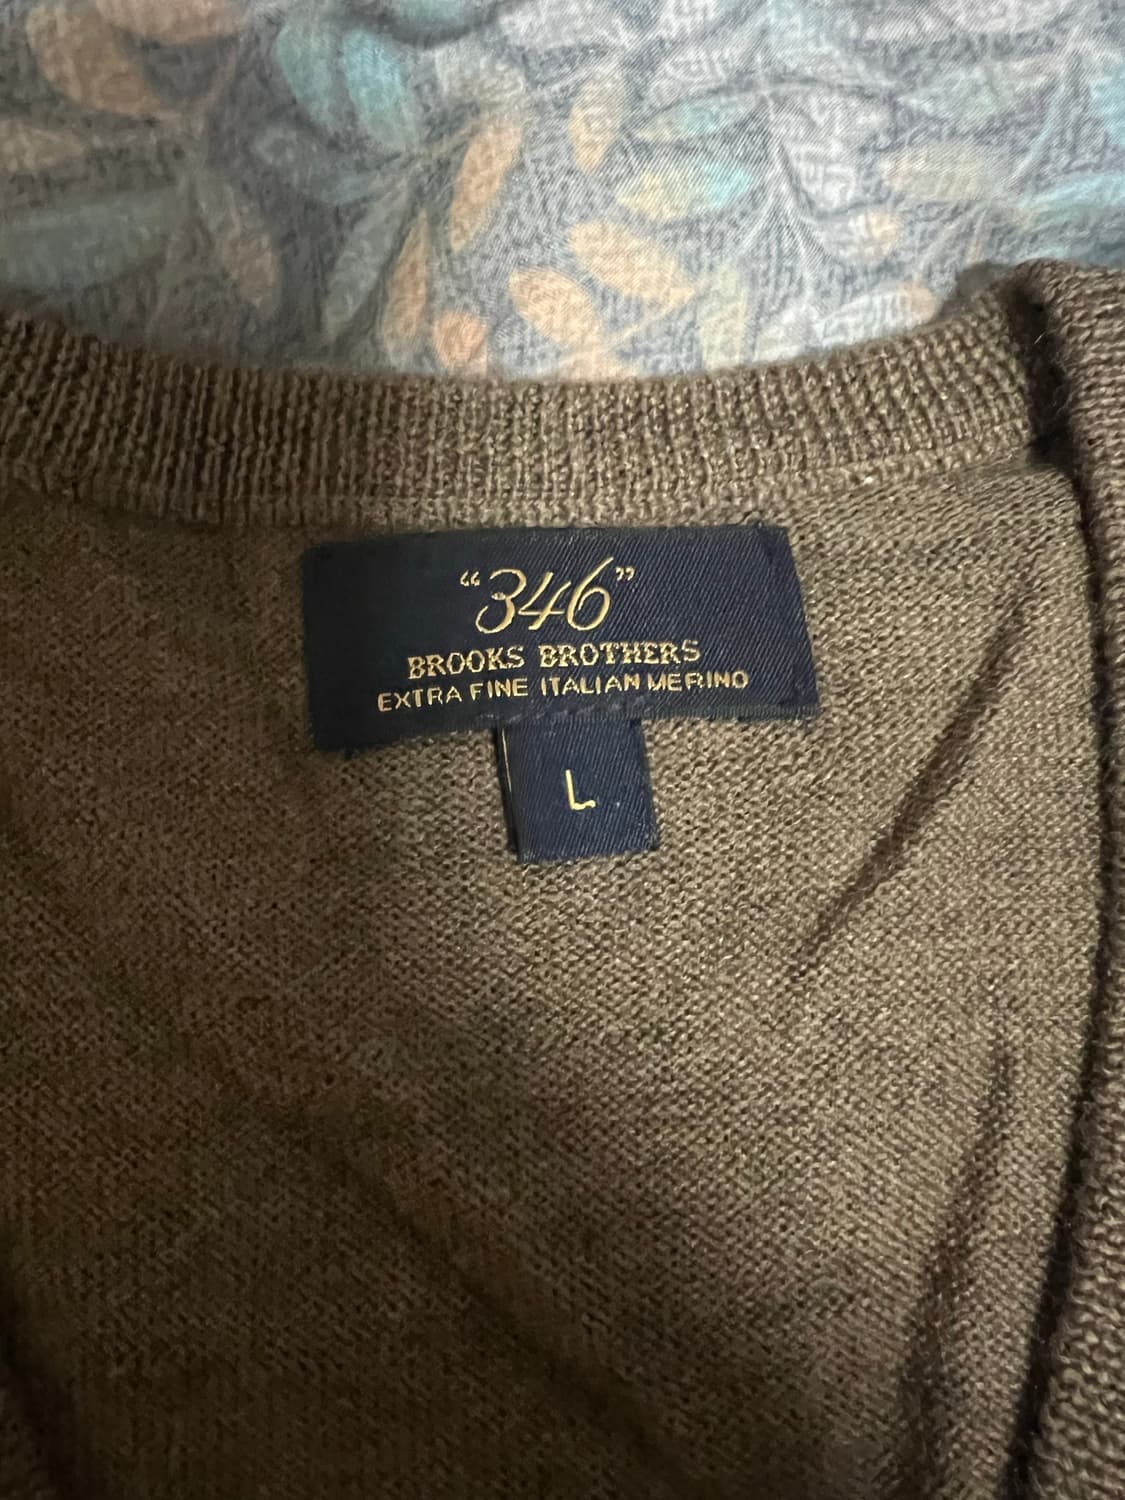 “346”
BROOKS BROTHERS
EXTRA FINE ITALIAN MERINO
L